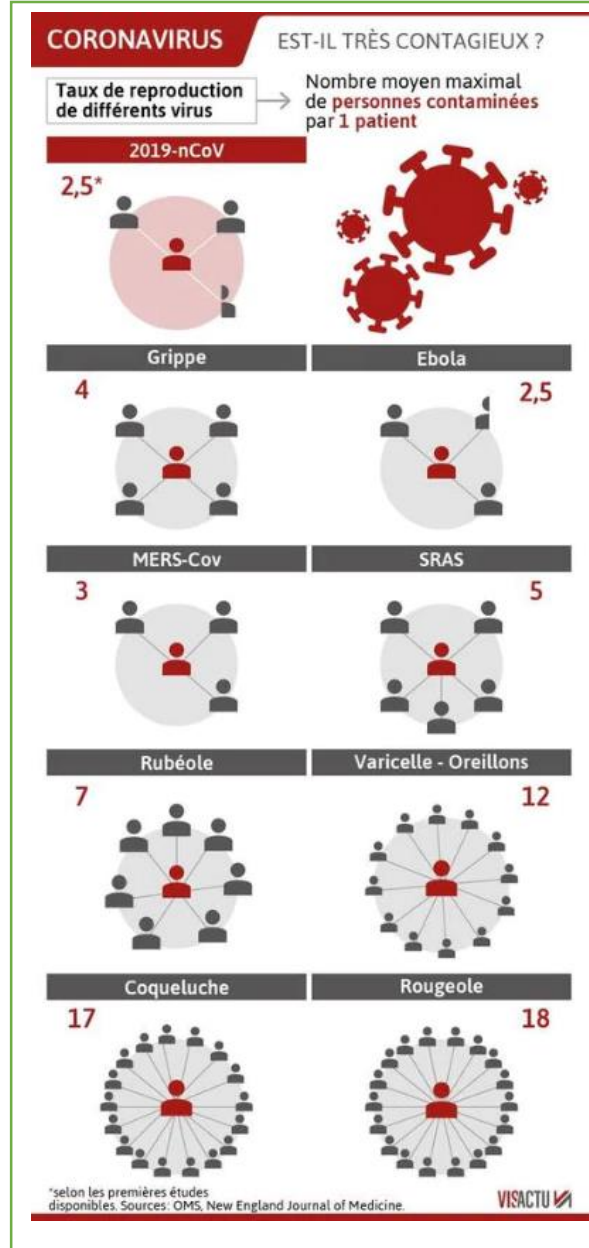 CORONAVIRUS EST-IL TRÈS CONTAGIEUX ?
Taux de reproduction
de différents virus
Nombre moyen maximal
de personnes contaminées
par 1 patient
2019-nCoV
2,5*
Grippe
4
Ebola
2,5
MERS-Cov
3
SRAS
5
Rubéole
7
Varicelle - Oreillons
12
Coqueluche
17
Rougeole
18
*selon les premières études
disponibles. Sources: OMS, New England Journal of Medicine.
VISACTU